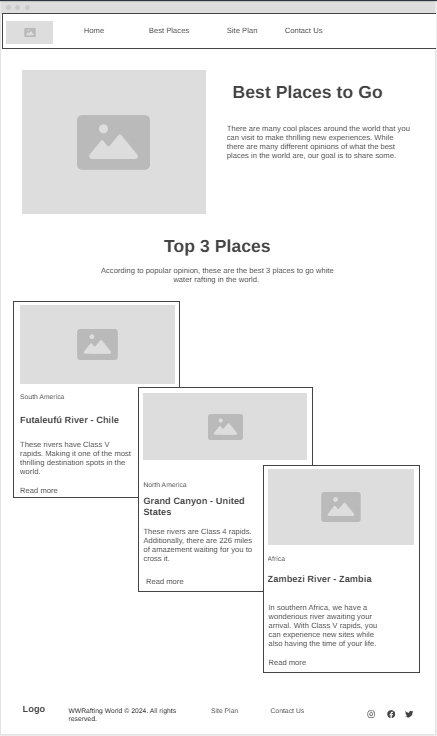 Home Best Places Site Plan Contact Us
Best Places to Go
There are many cool places around the world that you
can visit to make thrilling new experiences. While
there are many different opinions of what the best
places in the world are, our goal is to share some.
Top 3 Places
According to popular opinion, these are the best 3 places to go white
water rafting in the world.
South America
Futaleufú River - Chile
These rivers have Class V
rapids. Making it one of the most
thrilling destination spots in the
world.
Read more
North America
Grand Canyon - United
States
These rivers are Class 4 rapids.
Additionally, there are 226 miles
of amazement waiting for you to
cross it.
Read more
Africa
Zambezi River - Zambia
In southern Africa, we have a
wonderous river awaiting your
arrival. With Class V rapids, you
can experience new sites while
also having the time of your life.
Read more
Logo
WWRafting World © 2024. All rights
reserved.
Site Plan Contact Us